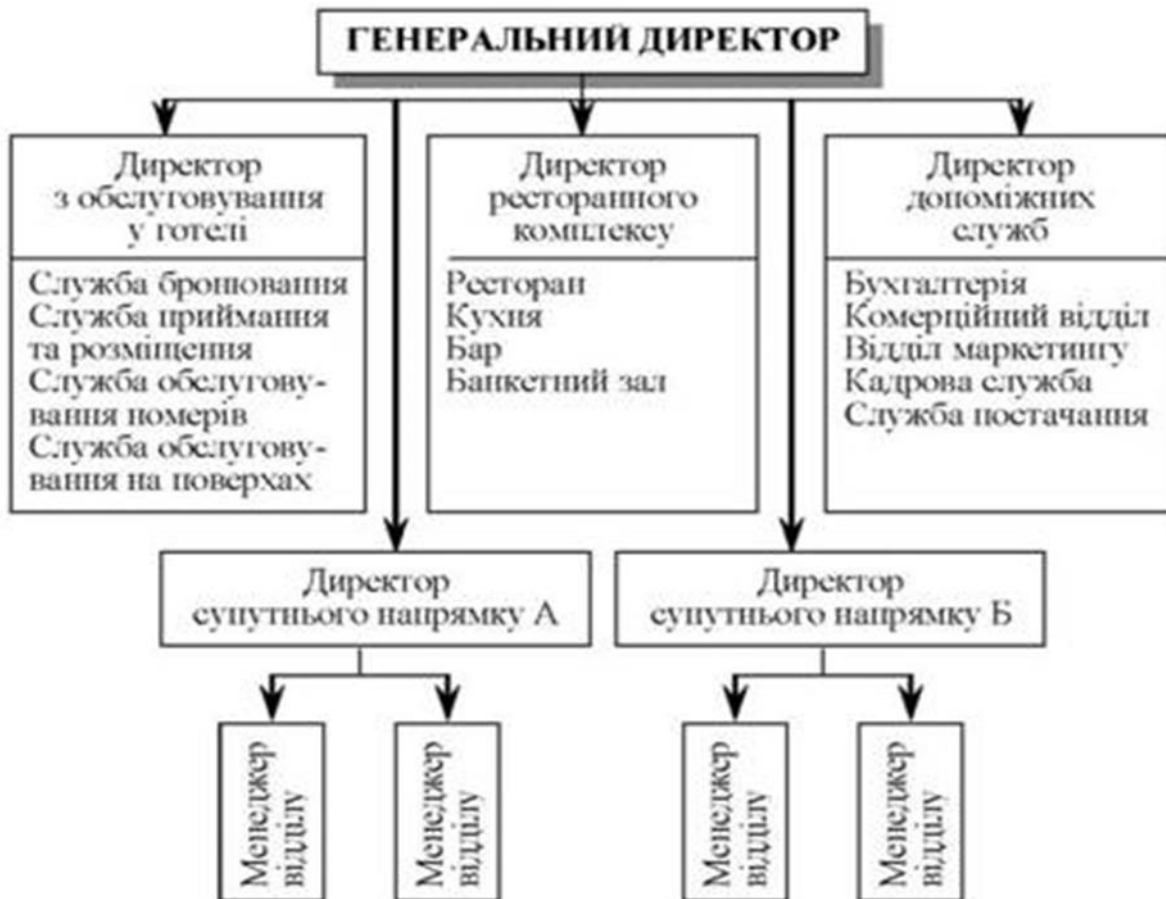 ГЕНЕРАЛЬНИЙ ДИРЕКТОР
Директор
з обслуговування
у готелі
Служба бронювання
Служба приймання
та розміщення
Служба обслугову-
вання номерів
Служба обслугову-
вання на поверхах
Директор
ресторанного
комплексу
Ресторан
Кухня
Бар
Банкетний зал
Директор
допоміжних
служб
Бухгалтерія
Комерційний відділ
Відділ маркетингу
Кадрова служба
Служба постачання
Директор
супутнього напрямку А
Директор
супутнього напрямку Б
Менеджер
відділу
Менеджер
відділу
Менеджер
відділу
Менеджер
відділу